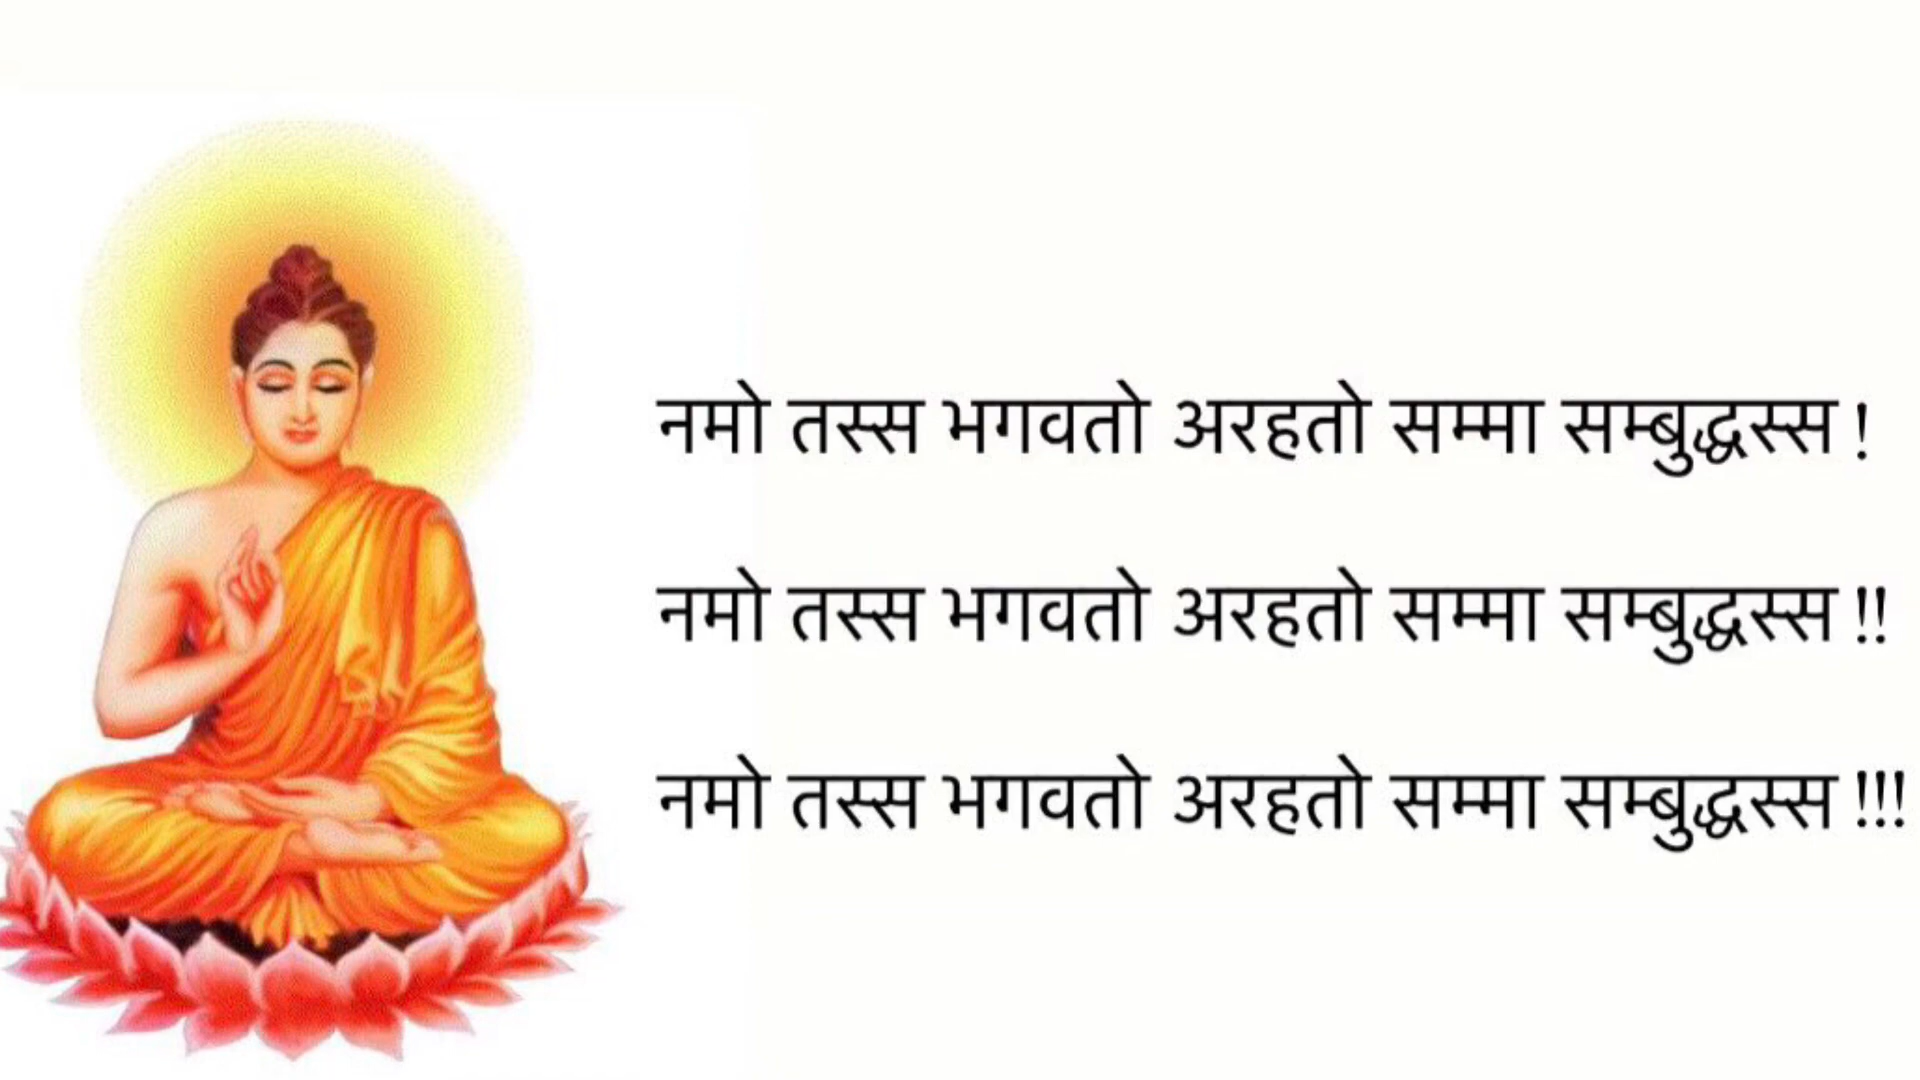 नमो तस्स भगवतो अरहतो सम्मा सम्बुद्धस्स !
नमो तस्स भगवतो अरहतो सम्मा सम्बुद्धस्स !!
नमो तस्स भगवतो अरहतो सम्मा सम्बुद्धस्स !!!